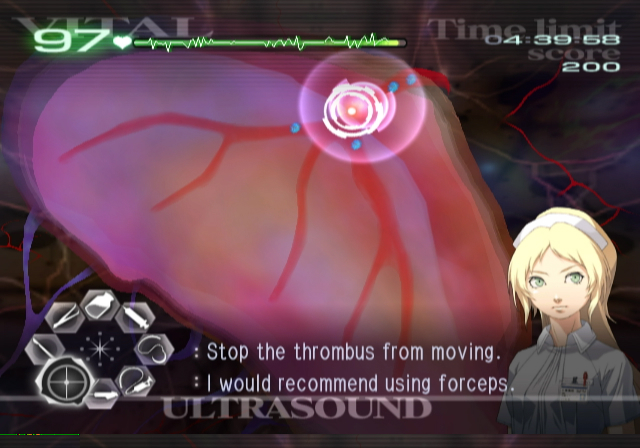 VITAL
97
Time limit
04:39:58
score
200
: Stop the thrombus from moving.
: I would recommend using forceps.
ULTRASOUND